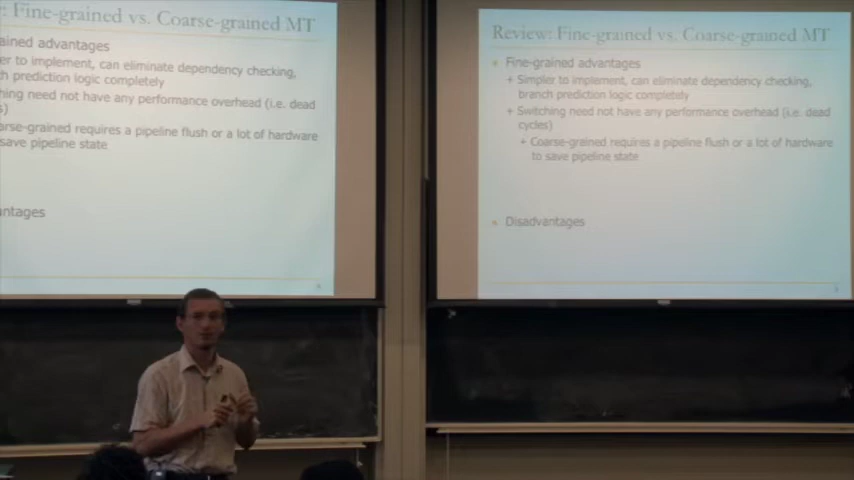 : Fine-grained vs. Coarse-grained MT
ained advantages
er to implement, can eliminate dependency checking,
ch prediction logic completely
hing need not have any performance overhead (i.e. dead
s)
arse-grained requires a pipeline flush or a lot of hardware
save pipeline state
antages
Review: Fine-grained vs. Coarse-grained MT
Fine-grained advantages
+ Simpler to implement, can eliminate dependency checking,
branch prediction logic completely
+ Switching need not have any performance overhead (i.e. dead
cycles)
+ Coarse-grained requires a pipeline flush or a lot of hardware
to save pipeline state
Disadvantages